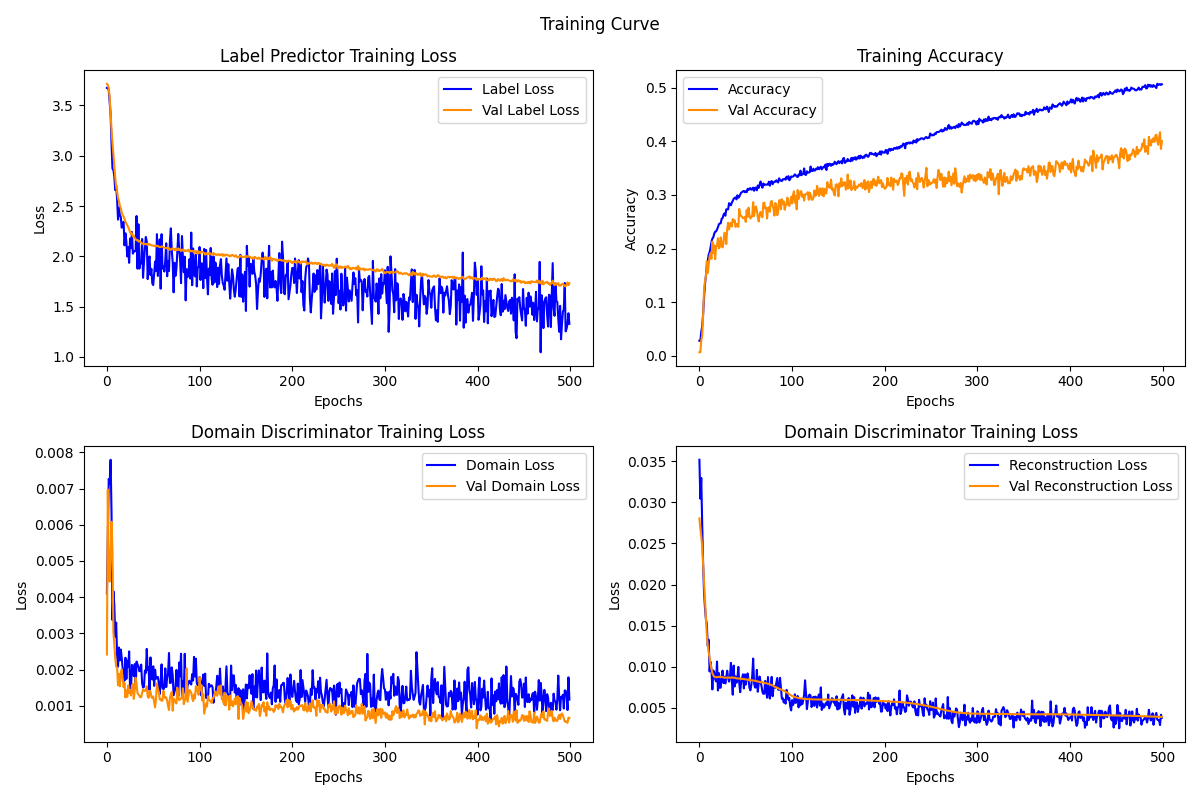 Training Curve
Label Predictor Training Loss
Label Loss
Val Label Loss
Loss
3.5
3.0
2.5
2.0
1.5
1.0
0 100 200 300 400 500
Epochs
Training Accuracy
Accuracy
Val Accuracy
Accuracy
0.5
0.4
0.3
0.2
0.1
0.0
0 100 200 300 400 500
Epochs
Domain Discriminator Training Loss
Domain Loss
Val Domain Loss
Loss
0.008
0.007
0.006
0.005
0.004
0.003
0.002
0.001
0 100 200 300 400 500
Epochs
Domain Discriminator Training Loss
Reconstruction Loss
Val Reconstruction Loss
Loss
0.035
0.030
0.025
0.020
0.015
0.010
0.005
0 100 200 300 400 500
Epochs